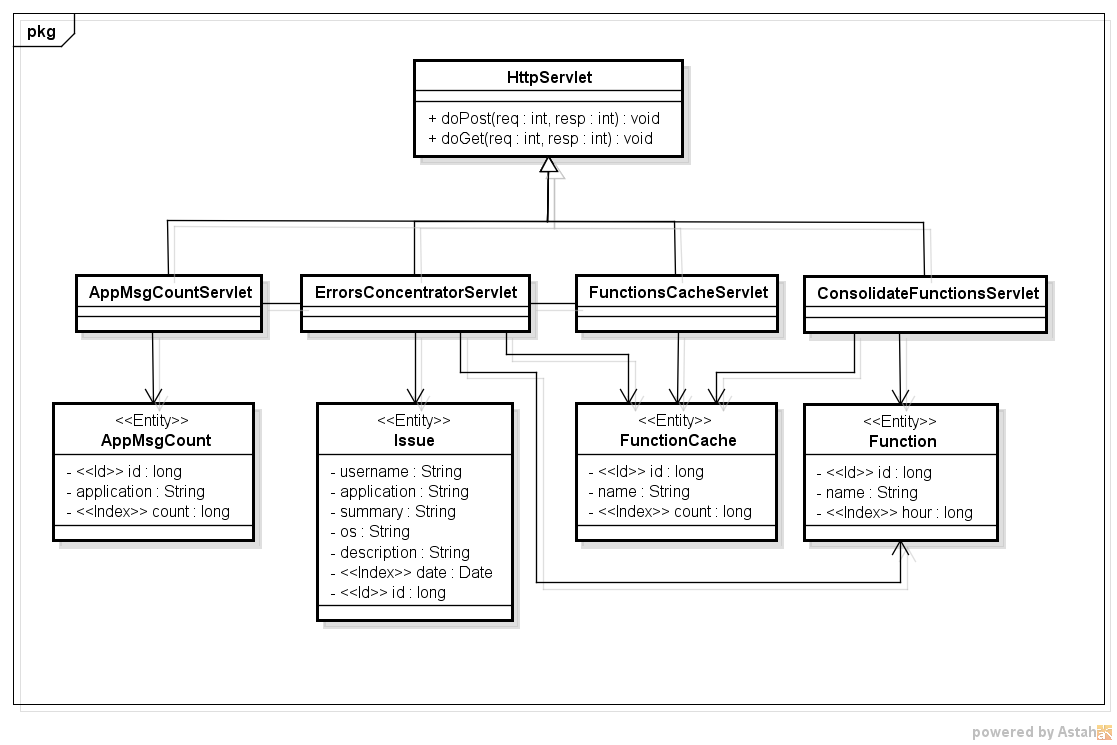 pkg
HttpServlet
+ doPost(req : int, resp : int) : void
+ doGet(req : int, resp : int) : void
AppMsgCountServlet
ErrorsConcentratorServlet
FunctionsCacheServlet
ConsolidateFunctionsServlet
<<Entity>>
AppMsgCount
- <<Id>> id : long
- application : String
- <<Index>> count : long
<<Entity>>
Issue
- username : String
- application : String
- summary : String
- os : String
- description : String
- <<Index>> date : Date
- <<Id>> id : long
<<Entity>>
FunctionCache
- <<Id>> id : long
- name : String
- <<Index>> count : long
<<Entity>>
Function
- <<Id>> id : long
- name : String
- <<Index>> hour : long
powered by Astah